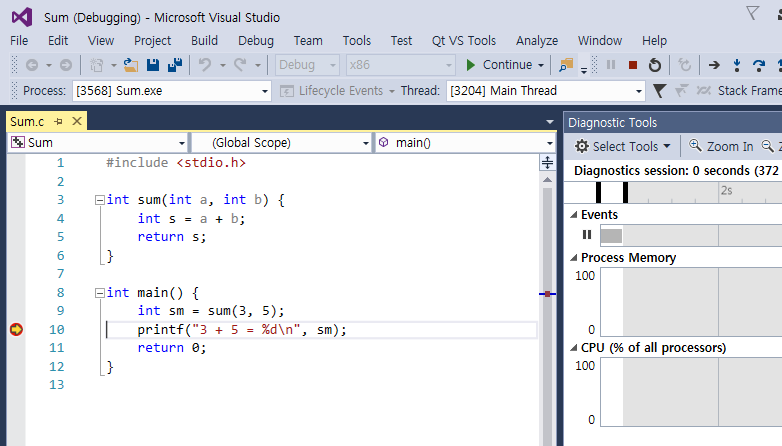 Sum (Debugging) - Microsoft Visual Studio
File Edit View Project Build Debug Team Tools Test Qt VS Tools Analyze Window Help
Debug x86 Continue
Process: [3568] Sum.exe Lifecycle Events Thread: [3204] Main Thread Stack Frame
Sum.c
Sum (Global Scope) main()
1 #include <stdio.h>
2
3 int sum(int a, int b) {
4 int s = a + b;
5 return s;
6 }
7
8 int main() {
9 int sm = sum(3, 5);
10 printf("3 + 5 = %d\n", sm);
11 return 0;
12 }
13
Diagnostic Tools
Select Tools Zoom In
Diagnostics session: 0 seconds (372
2s
Events
Process Memory
100
0
CPU (% of all processors)
100
0